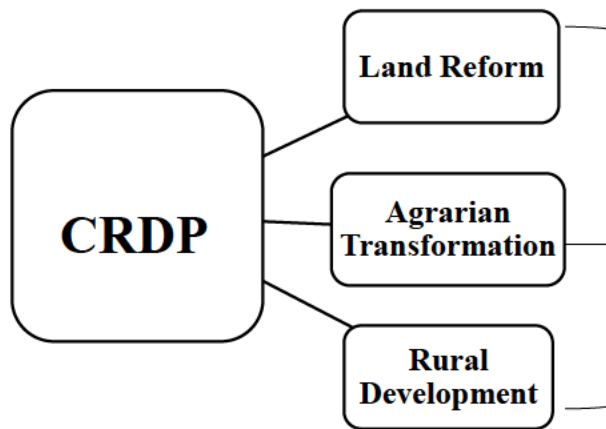 Land Reform
CRDP
Agrarian
Transformation
Rural
Development